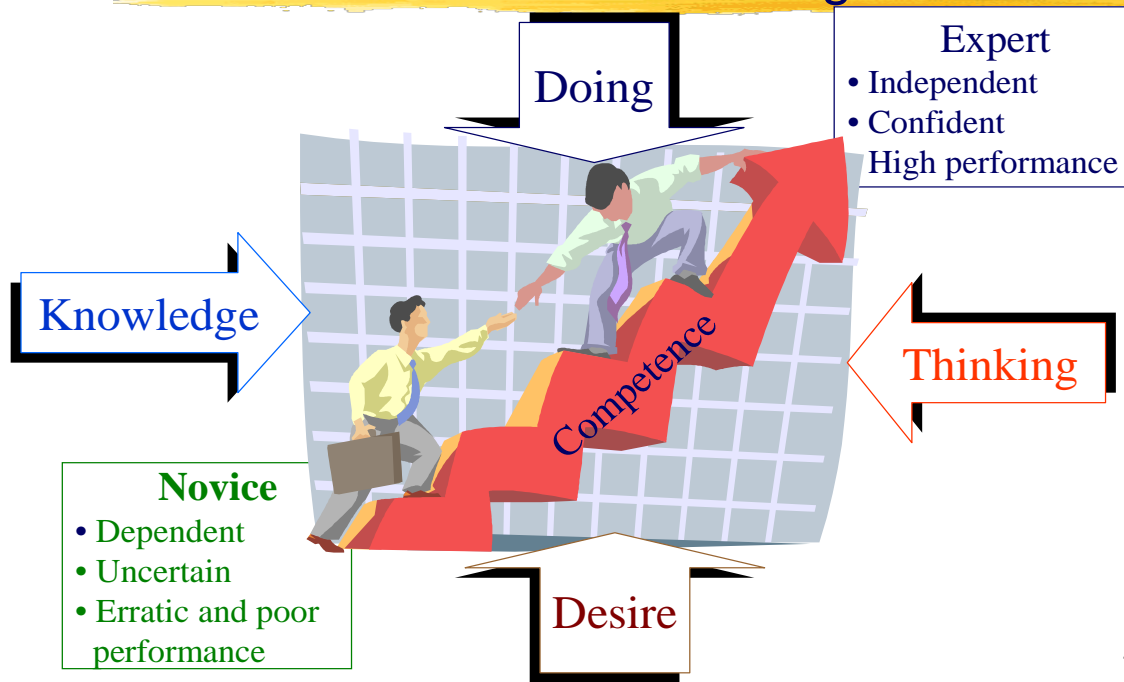 Doing
Expert
• Independent
• Confident
High performance
Knowledge
Competence
Thinking
Novice
• Dependent
• Uncertain
• Erratic and poor
performance
Desire